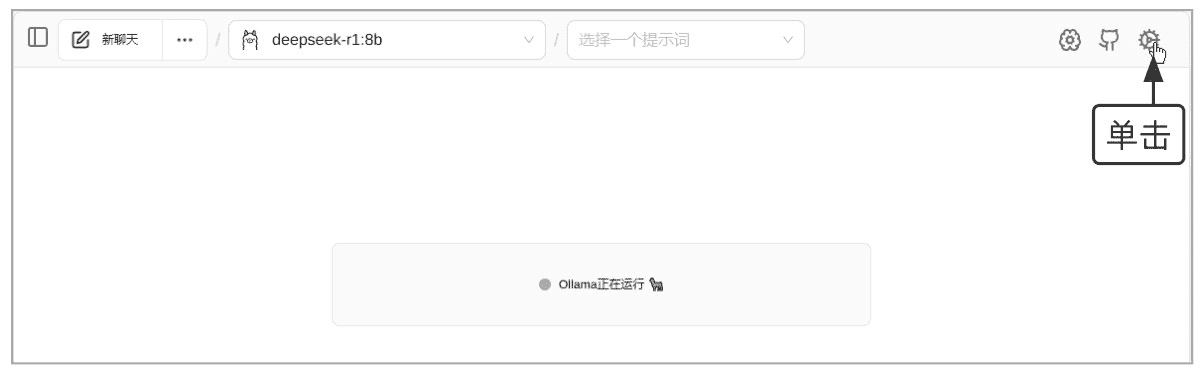 新聊天 ··· / deepseek-r1:8b / 选择一个提示词
单击
Ollama正在运行 🦙